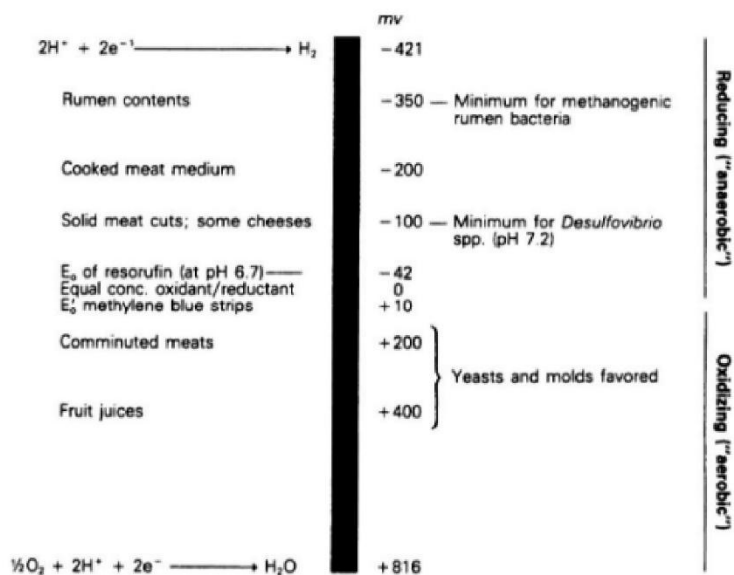 mv
2H⁺ + 2e⁻¹ ⟶ H₂ −421
Rumen contents −350 — Minimum for methanogenic
rumen bacteria
Cooked meat medium −200
Solid meat cuts; some cheeses −100 — Minimum for Desulfovibrio
spp. (pH 7.2)
Eₒ of resorufin (at pH 6.7)— −42
Equal conc. oxidant/reductant 0
E′ₒ methylene blue strips +10
Comminuted meats +200
Yeasts and molds favored
Fruit juices +400
½O₂ + 2H⁺ + 2e⁻ ⟶ H₂O +816
Reducing ("anaerobic")
Oxidizing ("aerobic")